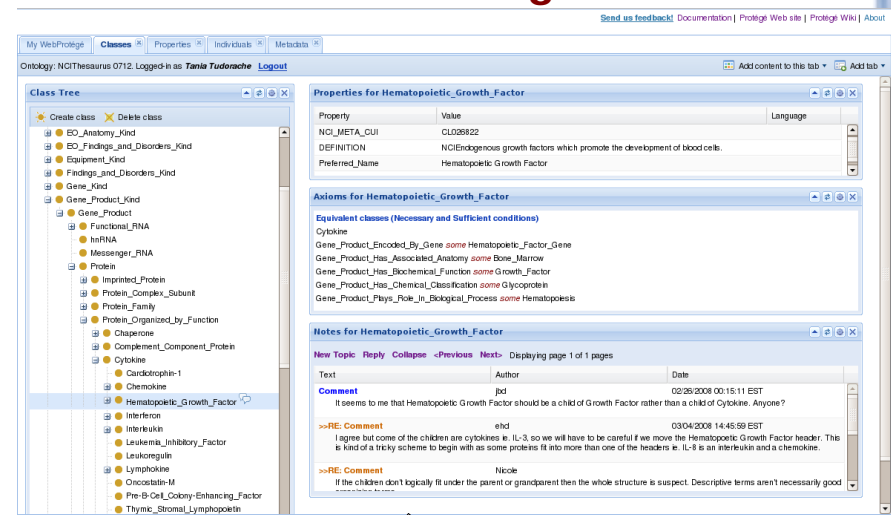 Send us feedback! Documentation | Protégé Web site | Protégé Wiki | About
My WebProtégé Classes Properties Individuals Metadata
Ontology: NCIThesaurus 0712. Logged-in as Tania Tudorache Logout
Add content to this tab Add tab
Class Tree
Create class Delete class
EO_Anatomy_Kind
EO_Findings_and_Disorders_Kind
Equipment_Kind
Findings_and_Disorders_Kind
Gene_Kind
Gene_Product_Kind
Gene_Product
Functional_RNA
hnRNA
Messenger_RNA
Protein
Imprinted_Protein
Protein_Complex_Subunit
Protein_Family
Protein_Organized_by_Function
Chaperone
Complement_Component_Protein
Cytokine
Cardiotrophin-1
Chemokine
Hematopoietic_Growth_Factor
Interferon
Interleukin
Leukemia_Inhibitory_Factor
Leukoregulin
Lymphokine
Oncostatin-M
Pre-B-Cell_Colony-Enhancing_Factor
Thymic_Stromal_Lymphopoietin
Properties for Hematopoietic_Growth_Factor
Property Value Language
NCI_META_CUI CL026822
DEFINITION NCIEndogenous growth factors which promote the development of blood cells.
Preferred_Name Hematopoietic Growth Factor
Axioms for Hematopoietic_Growth_Factor
Equivalent classes (Necessary and Sufficient conditions)
Cytokine
Gene_Product_Encoded_By_Gene some Hematopoietic_Factor_Gene
Gene_Product_Has_Associated_Anatomy some Bone_Marrow
Gene_Product_Has_Biochemical_Function some Growth_Factor
Gene_Product_Has_Chemical_Classification some Glycoprotein
Gene_Product_Plays_Role_In_Biological_Process some Hematopoiesis
Notes for Hematopoietic_Growth_Factor
New Topic Reply Collapse <Previous Next> Displaying page 1 of 1 pages
Text Author Date
Comment jbd 02/26/2008 00:15:11 EST
It seems to me that Hematopoietic Growth Factor should be a child of Growth Factor rather than a child of Cytokine. Anyone?
>>RE: Comment ehd 03/04/2008 14:45:59 EST
I agree but come of the children are cytokines ie. IL-3, so we will have to be careful if we move the Hematopoetic Growth Factor header. This
is kind of a tricky scheme to begin with as some proteins fit into more than one of the headers ie. IL-8 is an interleukin and a chemokine.
>>RE: Comment Nicole
If the children don't logically fit under the parent or grandparent then the whole structure is suspect. Descriptive terms aren't necessarily good